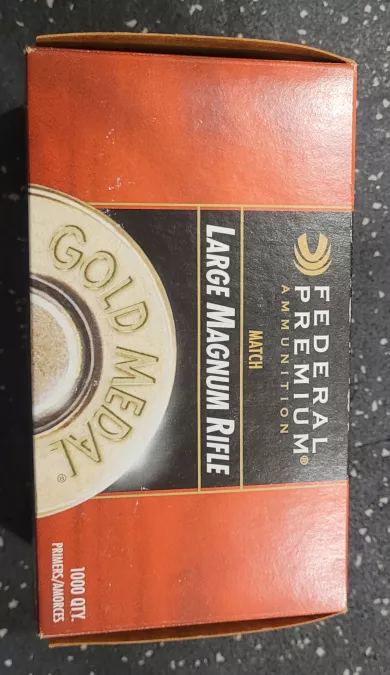 FEDERAL
PREMIUM®
AMMUNITION
MATCH
LARGE MAGNUM RIFLE
GOLD MEDAL®
1000 QTY.
PRIMERS/AMORCES